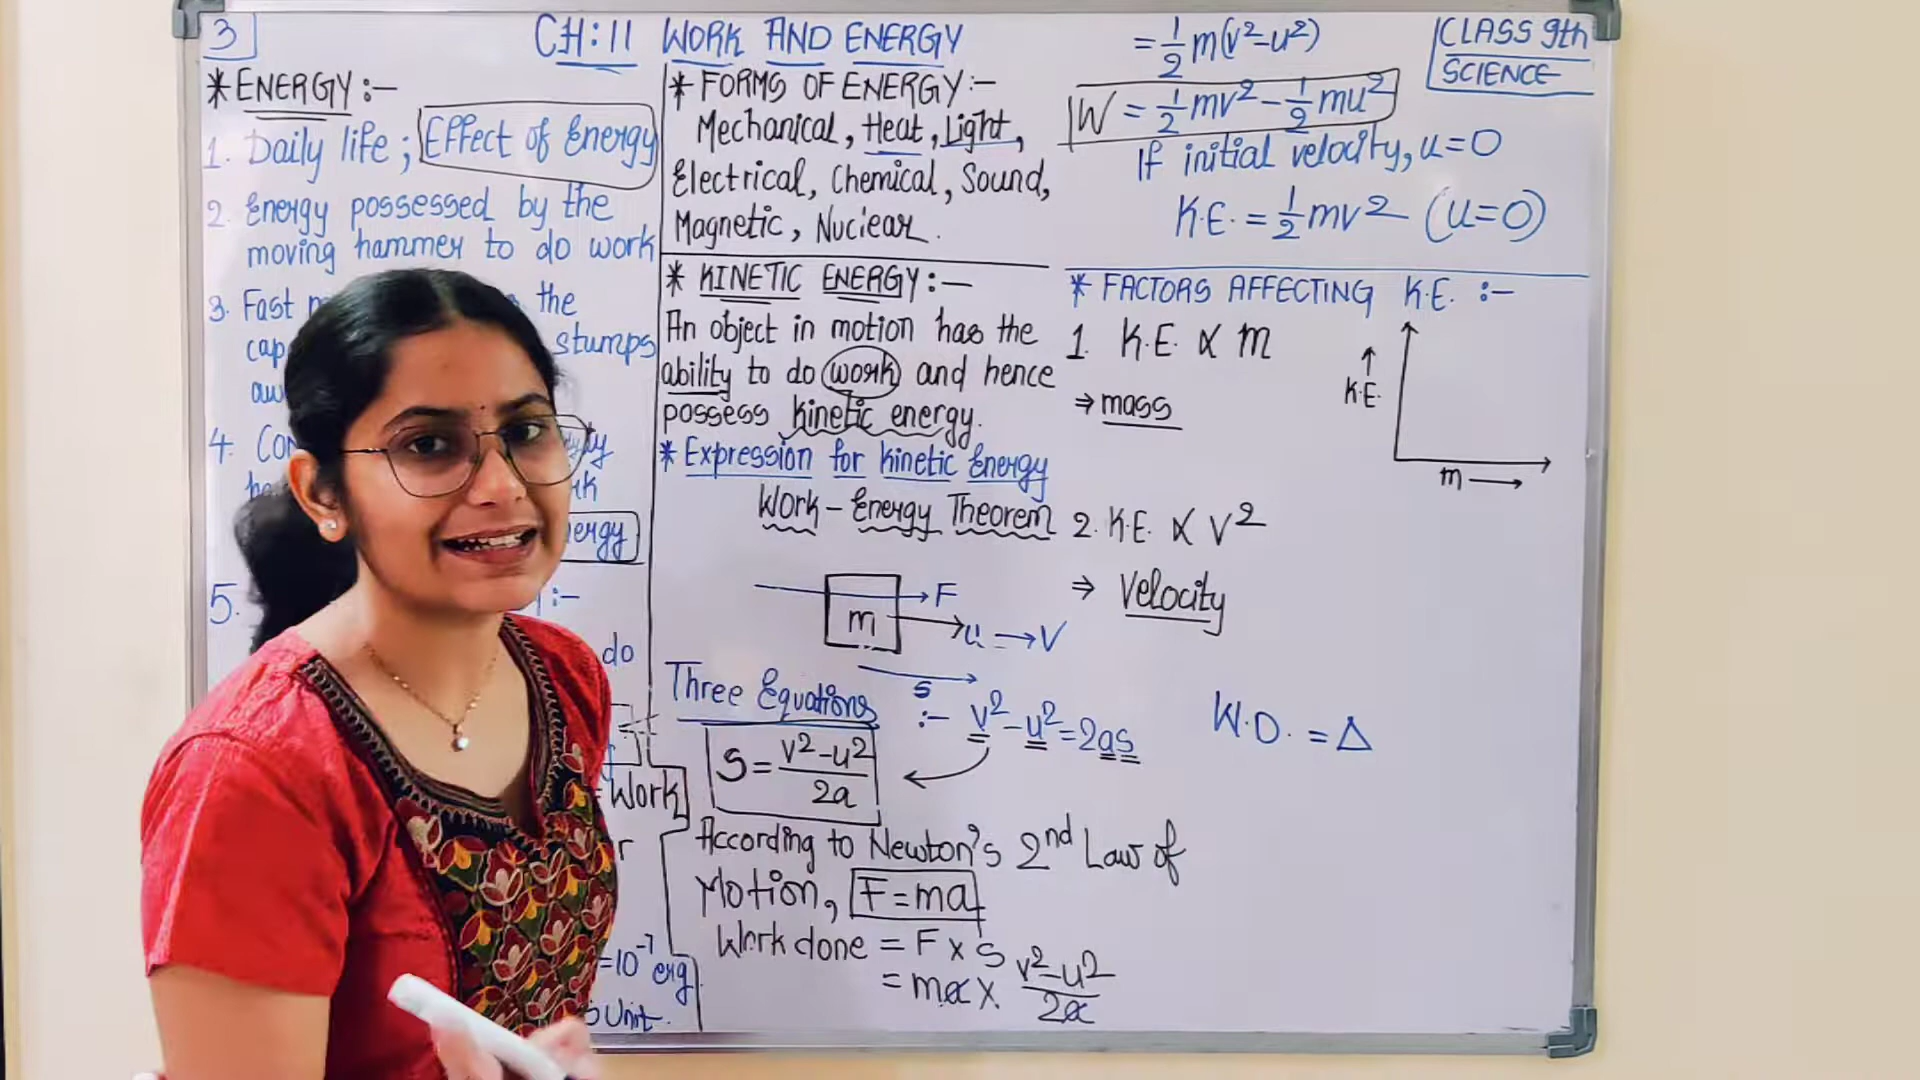 3
CH:11 WORK AND ENERGY
CLASS 9th
SCIENCE
* ENERGY :-
1. Daily life ; Effect of Energy
2. Energy possessed by the
moving hammer to do work
3. Fast the
cap stumps
4.
5. :-
do
= Work
r
=10⁻⁷ erg
Unit.
* FORMS OF ENERGY :-
Mechanical, Heat, Light,
Electrical, Chemical, Sound,
Magnetic, Nuclear.
* KINETIC ENERGY :-
An object in motion has the
ability to do work and hence
possess kinetic energy.
* Expression for kinetic Energy
Work - Energy Theorem
m
F
u → V
s
Three Equations :- v² - u² = 2as
S = v² - u² / 2a
According to Newton's 2nd Law of
Motion, F = ma
Work done = F x S
= ma x v² - u² / 2a
= 1/2 m(v² - u²)
W = 1/2 mv² - 1/2 mu²
If initial velocity, u = 0
K.E. = 1/2 mv² (u = 0)
* FACTORS AFFECTING K.E. :-
1. K.E. ∝ m
⇒ mass
K.E.
m →
2. K.E. ∝ V²
⇒ Velocity
W.D. = Δ